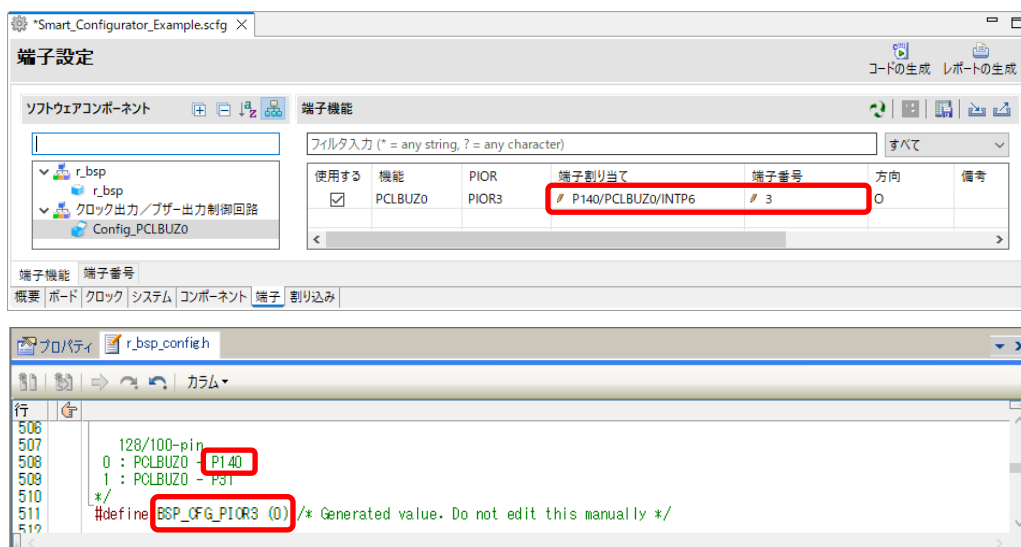 *Smart_Configurator_Example.scfg
端子設定
コードの生成 レポートの生成
ソフトウェアコンポーネント
端子機能
フィルタ入力 (* = any string, ? = any character)
すべて
r_bsp
r_bsp
クロック出力／ブザー出力制御回路
Config_PCLBUZ0
使用する 機能 PIOR 端子割り当て 端子番号 方向 備考
PCLBUZ0 PIOR3 P140/PCLBUZ0/INTP6 3 O
端子機能 端子番号
概要 ボード クロック システム コンポーネント 端子 割り込み
プロパティ r_bsp_config.h
カラム
行
506
507 128/100-pin
508 0 : PCLBUZ0 - P140
509 1 : PCLBUZ0 - P31
510 */
511 #define BSP_CFG_PIOR3 (0) /* Generated value. Do not edit this manually */
512